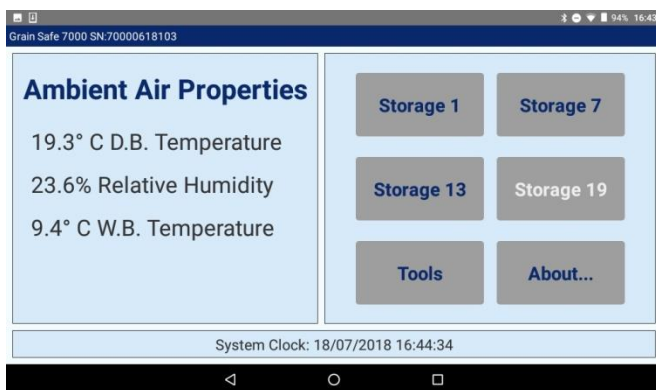 94% 16:43
Grain Safe 7000 SN:70000618103
Ambient Air Properties
19.3° C D.B. Temperature
23.6% Relative Humidity
9.4° C W.B. Temperature
Storage 1
Storage 7
Storage 13
Storage 19
Tools
About...
System Clock: 18/07/2018 16:44:34